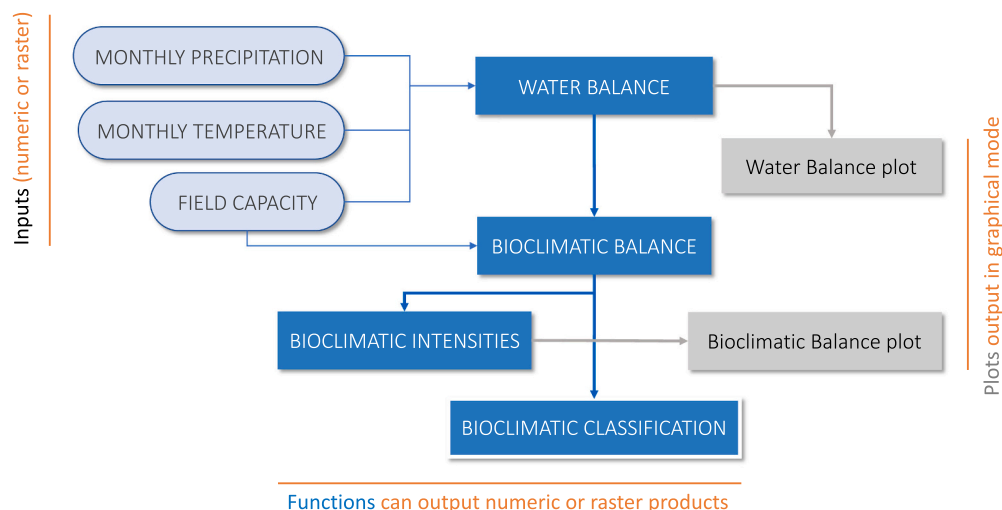 Inputs (numeric or raster)
MONTHLY PRECIPITATION
MONTHLY TEMPERATURE
FIELD CAPACITY
WATER BALANCE
Water Balance plot
BIOCLIMATIC BALANCE
BIOCLIMATIC INTENSITIES
Bioclimatic Balance plot
BIOCLIMATIC CLASSIFICATION
Plots output in graphical mode
Functions can output numeric or raster products